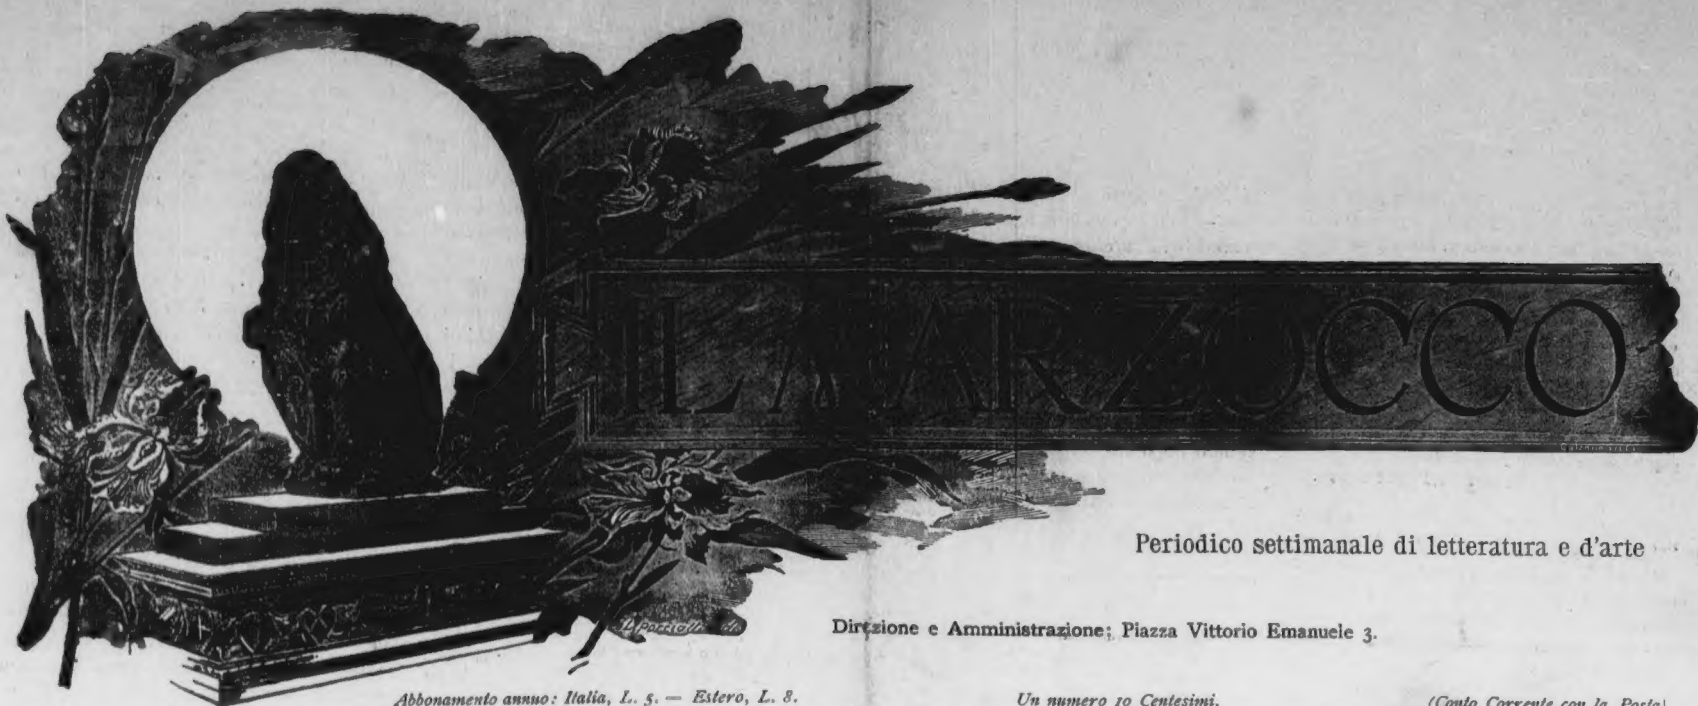 IL MARZOCCO
Periodico settimanale di letteratura e d'arte
Direzione e Amministrazione; Piazza Vittorio Emanuele 3.
Abbonamento annuo: Italia, L. 5. — Estero, L. 8.
Un numero 10 Centesimi.
(Conto Corrente con la Posta)